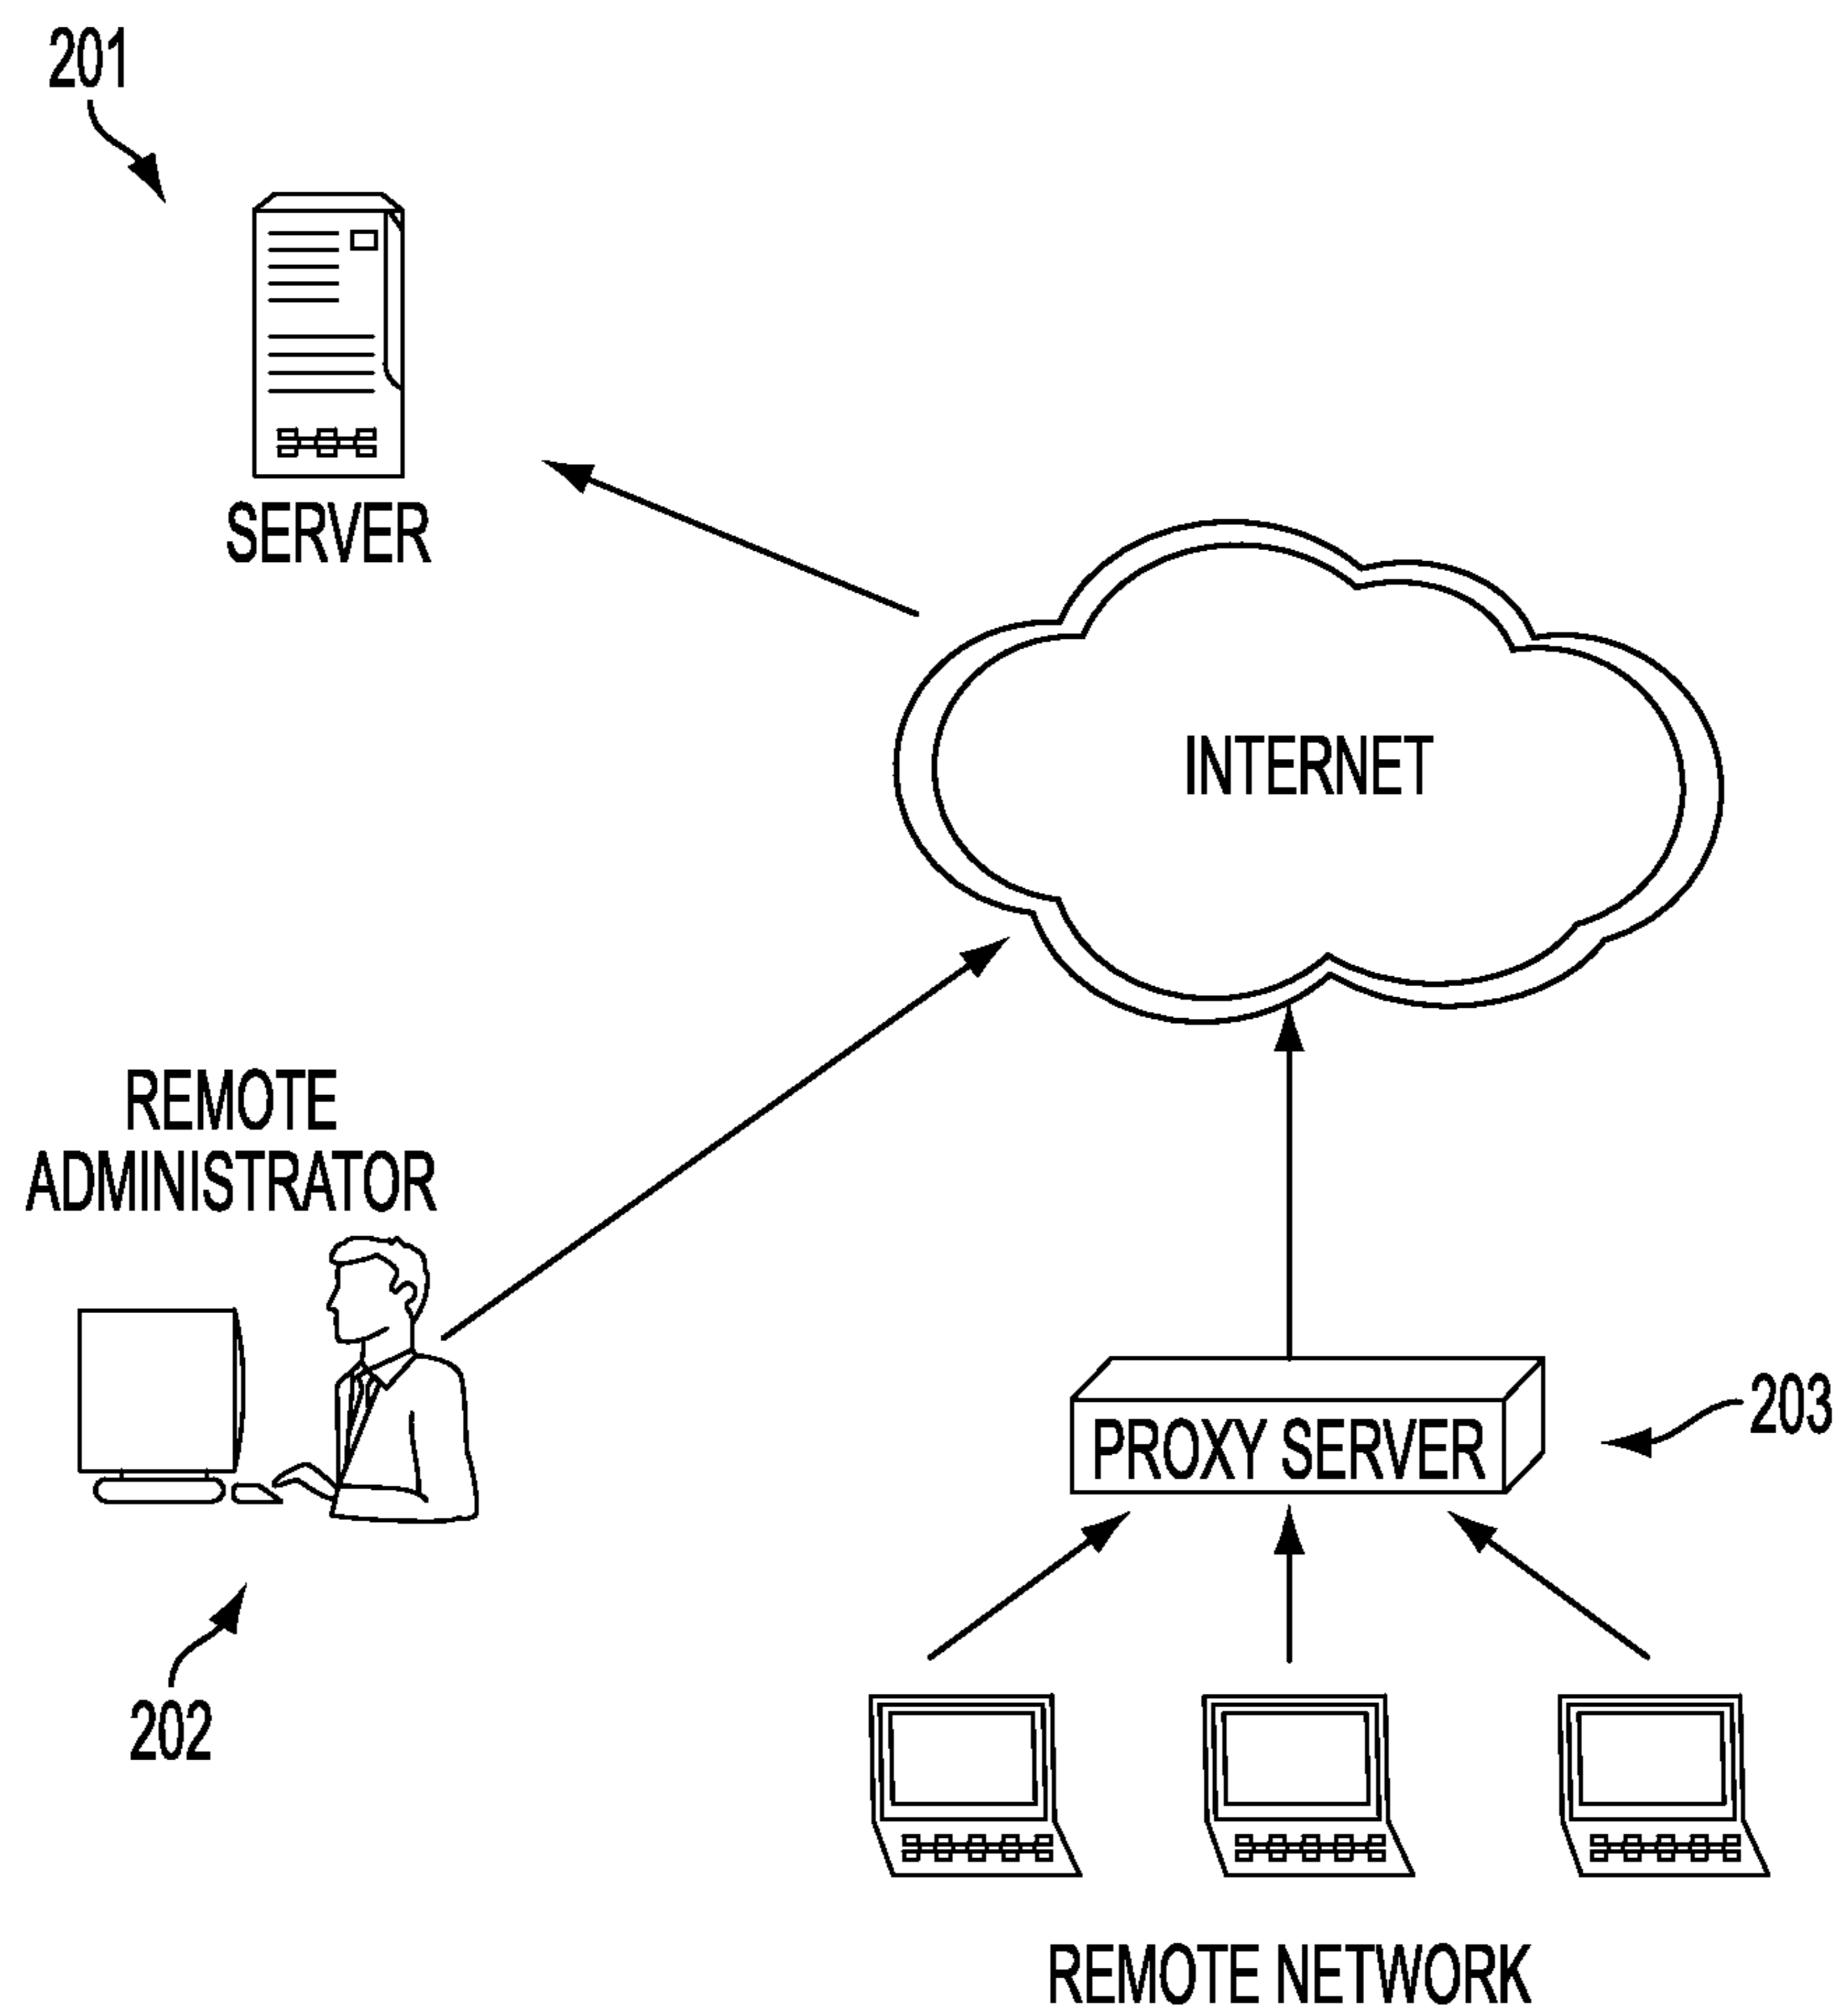 201
SERVER
INTERNET
REMOTE
ADMINISTRATOR
PROXY SERVER
203
202
REMOTE NETWORK